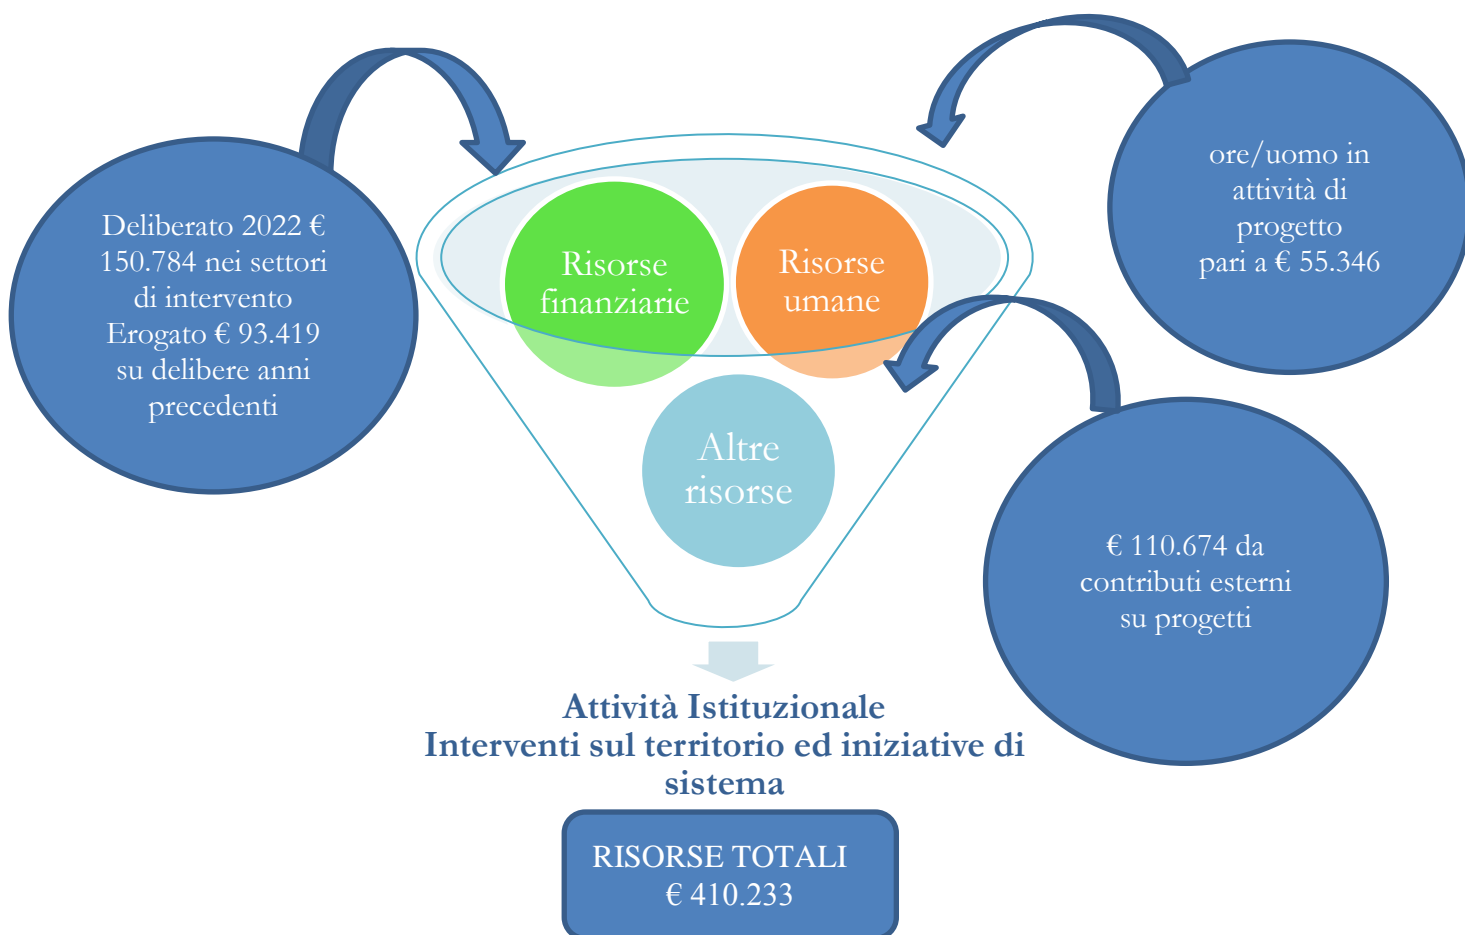 Deliberato 2022 €
150.784 nei settori
di intervento
Erogato € 93.419
su delibere anni
precedenti
Risorse
finanziarie
Risorse
umane
Altre
risorse
ore/uomo in
attività di
progetto
pari a € 55.346
€ 110.674 da
contributi esterni
su progetti
Attività Istituzionale
Interventi sul territorio ed iniziative di
sistema
RISORSE TOTALI
€ 410.233